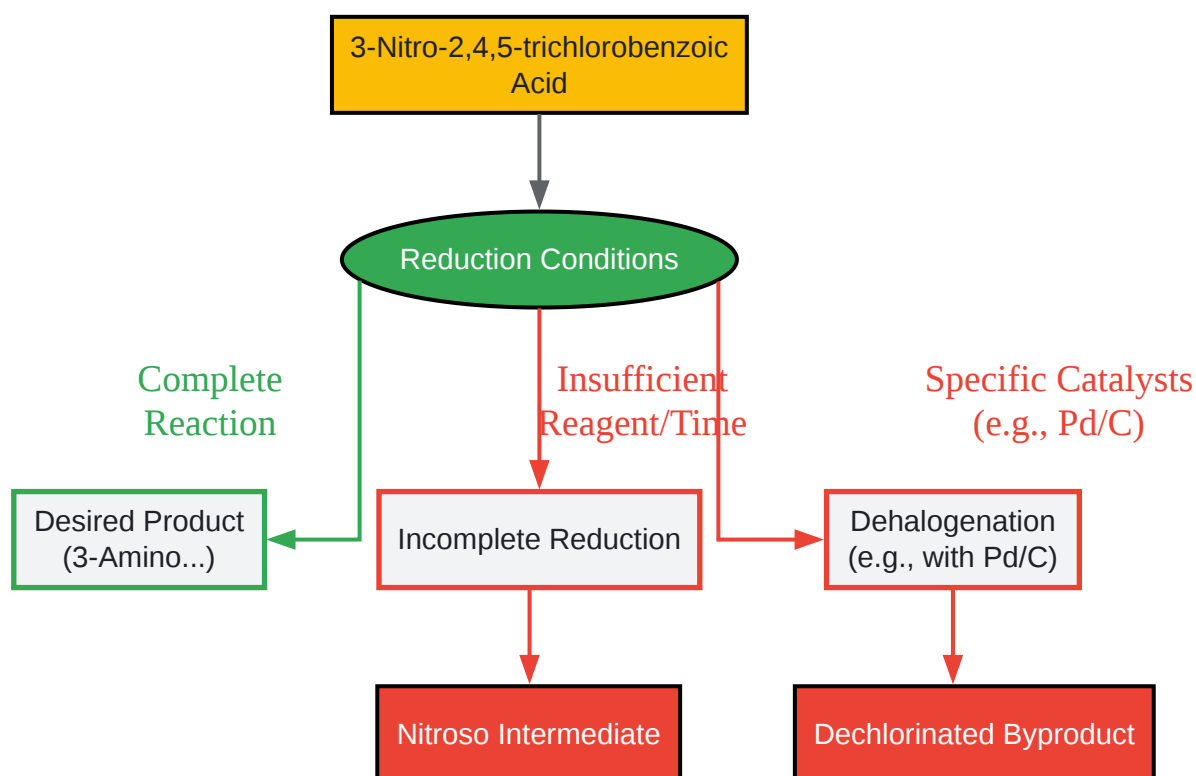 3-Nitro-2,4,5-trichlorobenzoic
Acid
Reduction Conditions
Complete
Reaction
Insufficient
Reagent/Time
Specific Catalysts
(e.g., Pd/C)
Desired Product
(3-Amino...)
Incomplete Reduction
Dehalogenation
(e.g., with Pd/C)
Nitroso Intermediate
Dechlorinated Byproduct